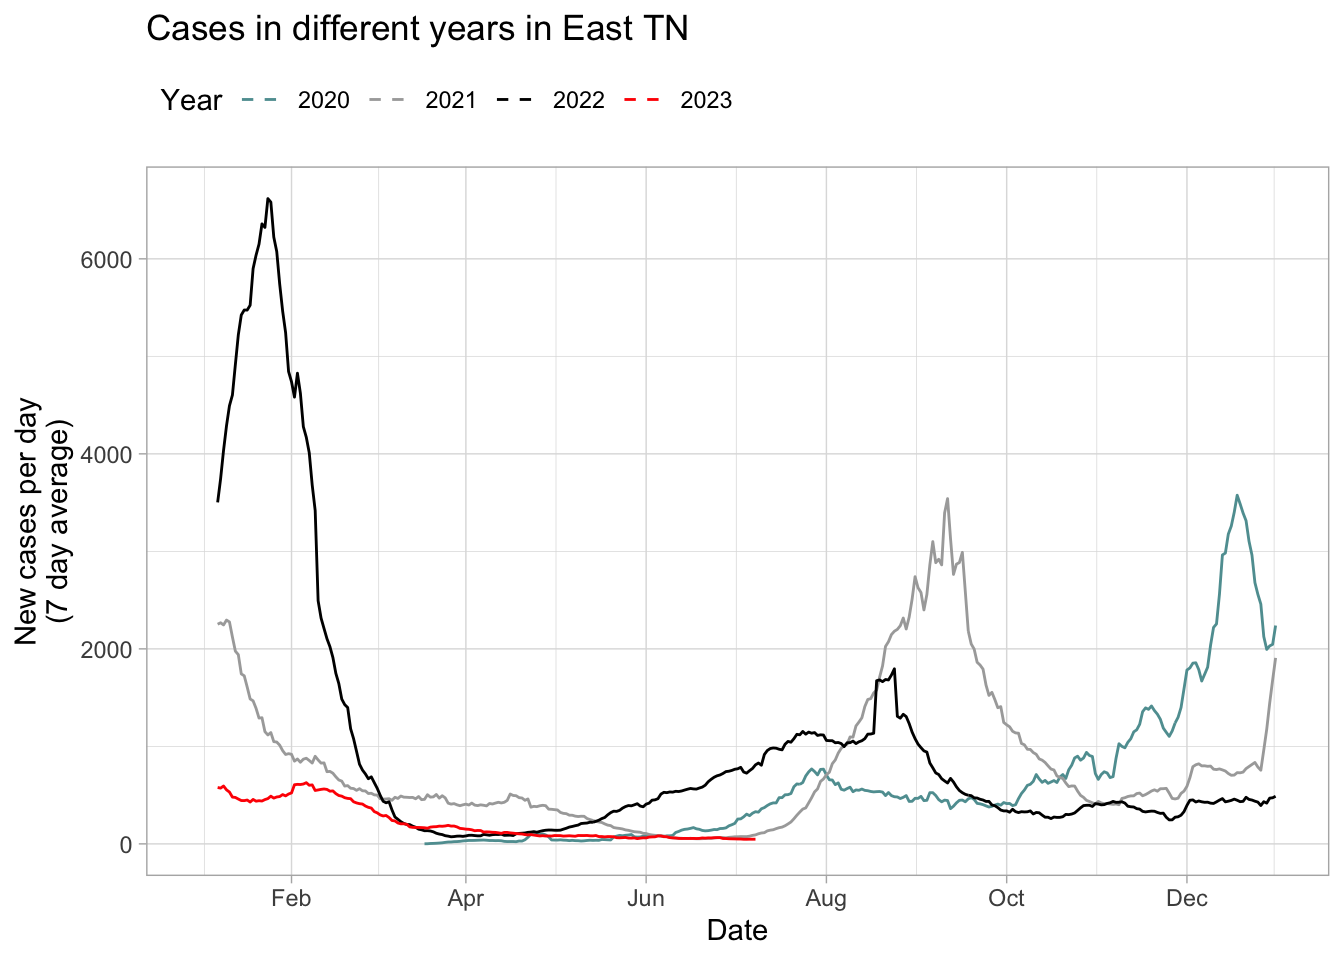 Cases in different years in East TN
Year 2020 2021 2022 2023
New cases per day
(7 day average)
6000
4000
2000
0
Feb Apr Jun Aug Oct Dec
Date